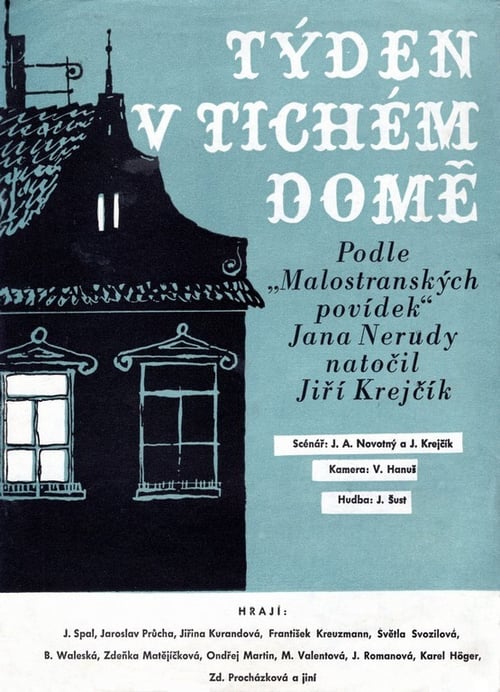 TÝDEN
V TICHÉM
DOMĚ
Podle
„Malostranských
povídek“
Jana Nerudy
natočil
Jiří Krejčík
Scénář: J. A. Novotný a J. Krejčík
Kamera: V. Hanuš
Hudba: J. Šust
HRAJÍ:
J. Spal, Jaroslav Průcha, Jiřina Kurandová, František Kreuzmann, Světla Svozilová,
B. Waleská, Zdeňka Matějíčková, Ondřej Martin, M. Valentová, J. Romanová, Karel Höger,
Zd. Procházková a jiní